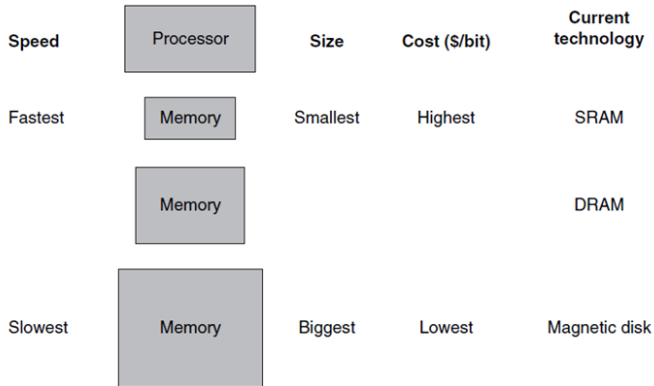 Speed Processor Size Cost ($/bit) Current technology
Fastest Memory Smallest Highest SRAM
Memory DRAM
Slowest Memory Biggest Lowest Magnetic disk